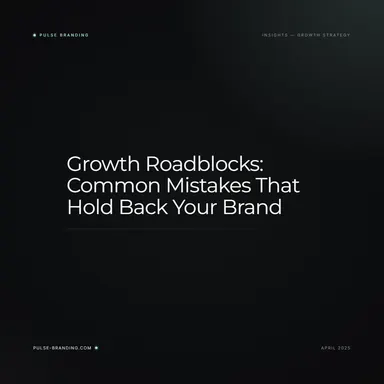 PULSE BRANDING
INSIGHTS — GROWTH STRATEGY
Growth Roadblocks:
Common Mistakes That
Hold Back Your Brand
PULSE-BRANDING.COM
APRIL 2025